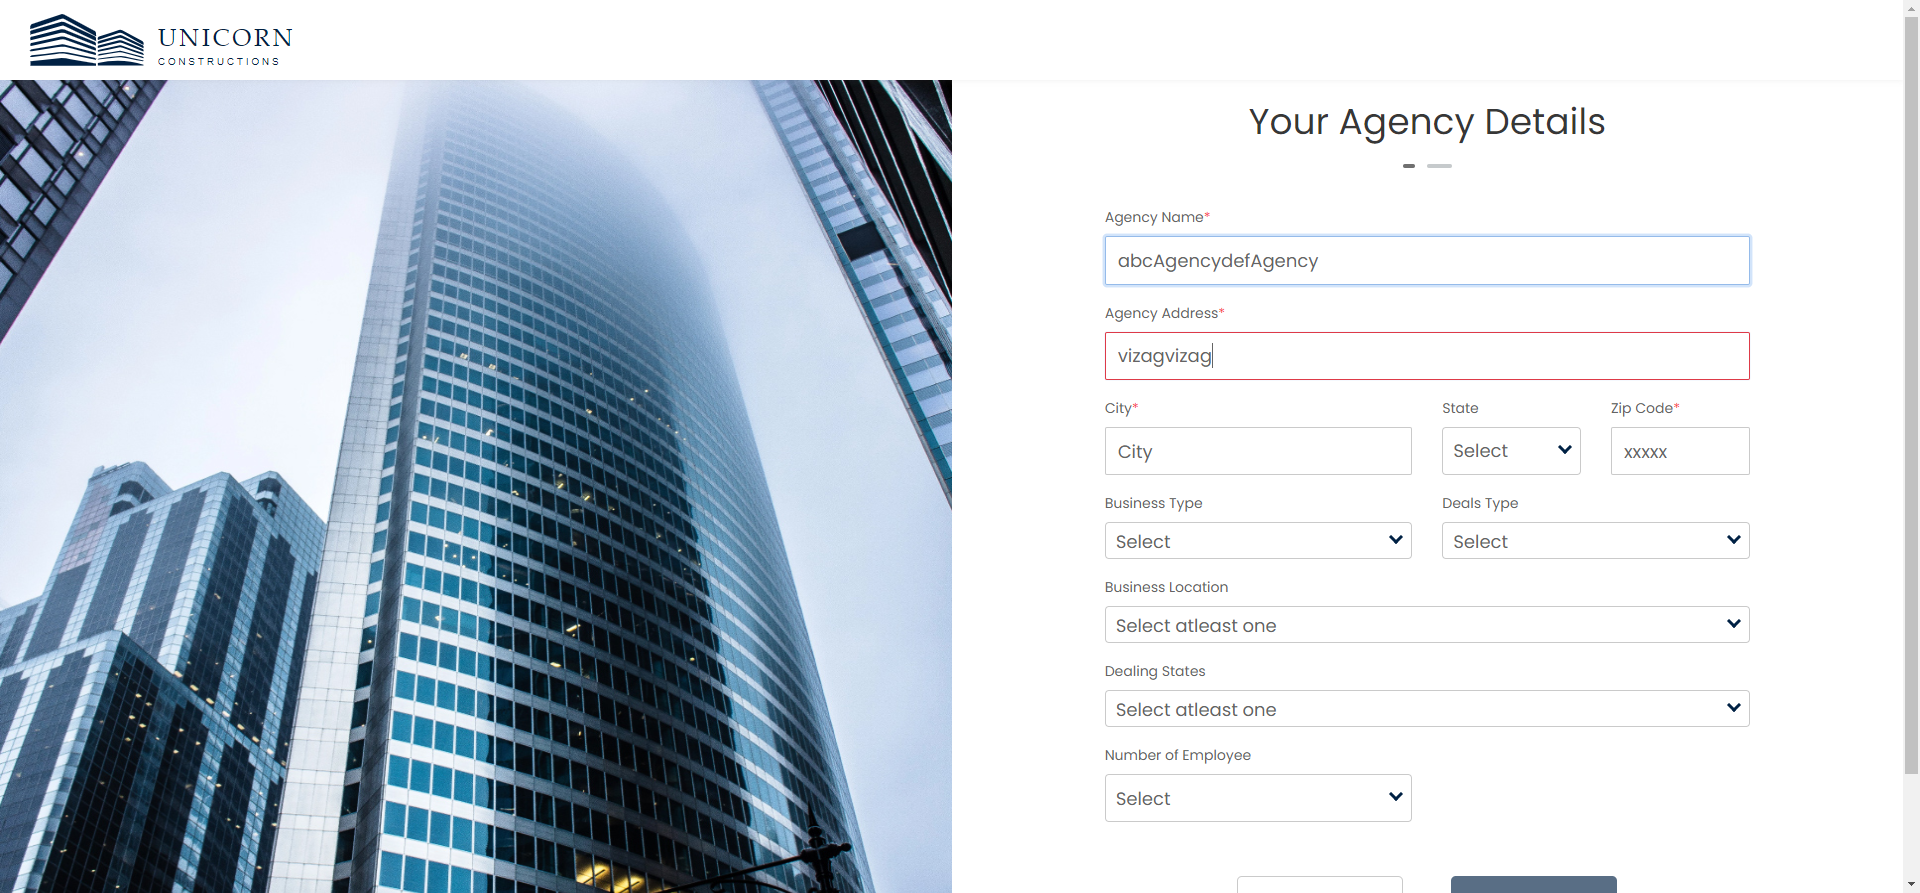 UNICORN
CONSTRUCTIONS
Your Agency Details
Agency Name*
abcAgencydefAgency
Agency Address*
vizagvizag
City* State Zip Code*
City Select xxxxx
Business Type Deals Type
Select Select
Business Location
Select atleast one
Dealing States
Select atleast one
Number of Employee
Select